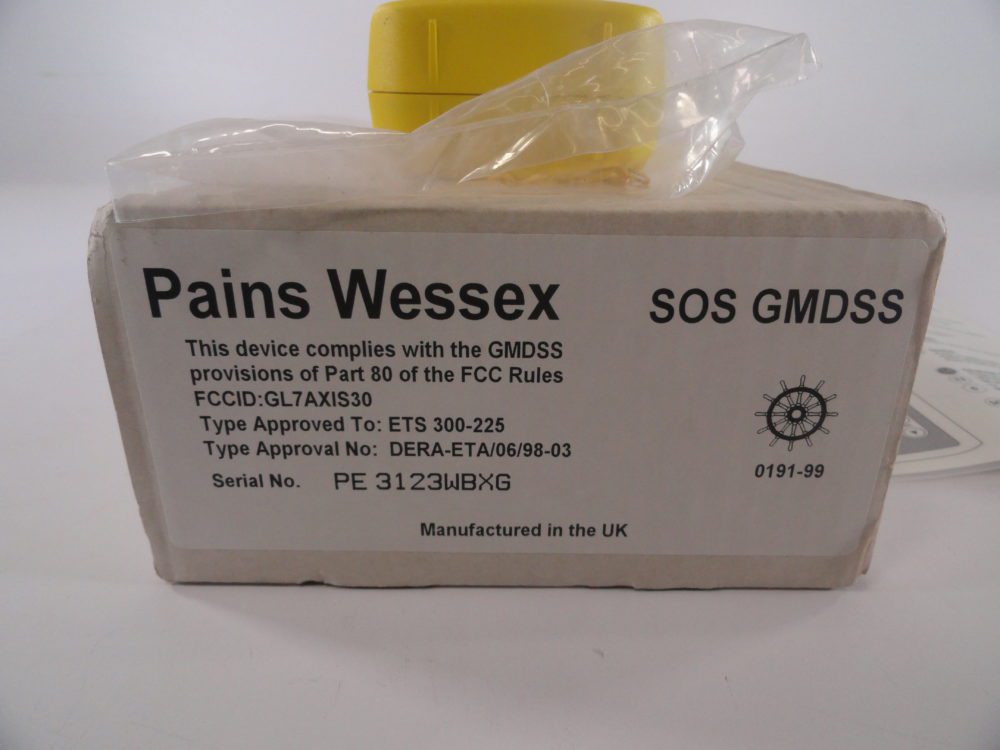 Pains Wessex
SOS GMDSS
This device complies with the GMDSS
provisions of Part 80 of the FCC Rules
FCCID:GL7AXIS30
Type Approved To: ETS 300-225
Type Approval No: DERA-ETA/06/98-03
Serial No. PE 3123WBXG
0191-99
Manufactured in the UK